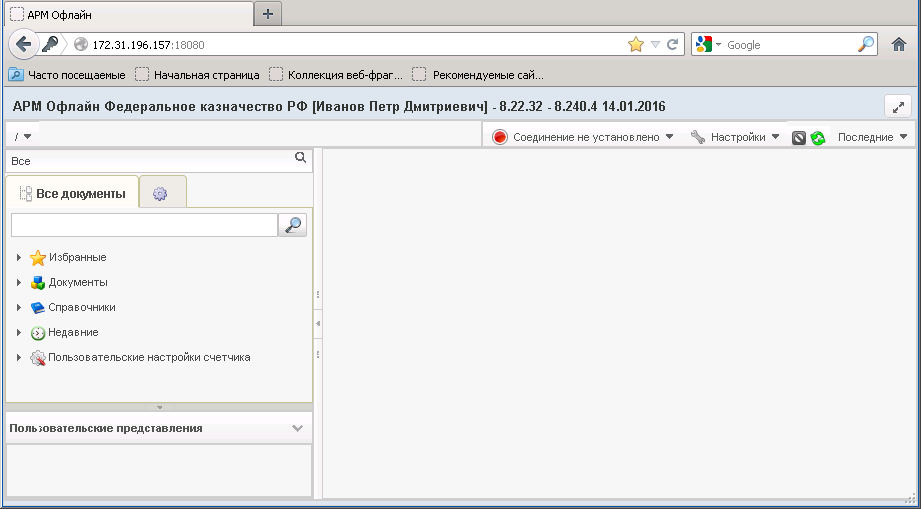 АРМ Офлайн
172.31.196.157:18080
Google
Часто посещаемые Начальная страница Коллекция веб-фраг... Рекомендуемые сай...
АРМ Офлайн Федеральное казначество РФ [Иванов Петр Дмитриевич] - 8.22.32 - 8.240.4 14.01.2016
/ Соединение не установлено Настройки Последние
Все
Все документы
Избранные
Документы
Справочники
Недавние
Пользовательские настройки счетчика
Пользовательские представления